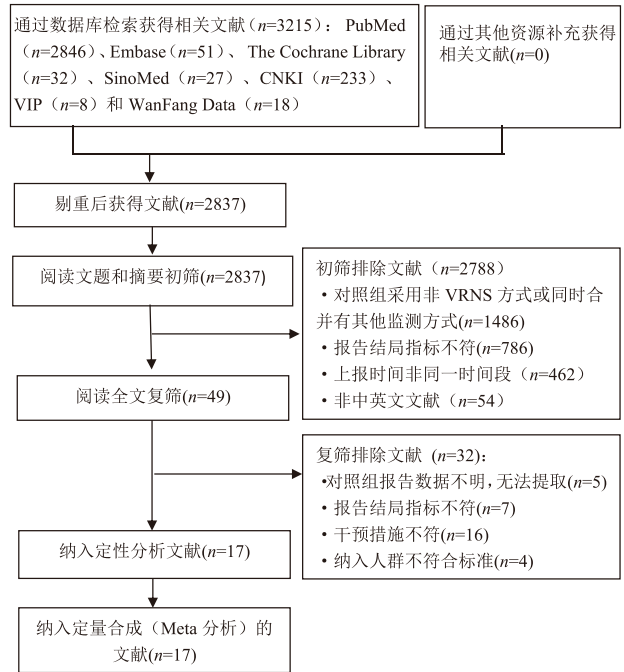 通过数据库检索获得相关文献(n=3215)： PubMed
（n=2846）、Embase（n=51）、 The Cochrane Library
（n=32）、SinoMed（n=27）、CNKI（n=233）、
VIP（n=8）和 WanFang Data（n=18）
通过其他资源补充获得
相关文献(n=0)
剔重后获得文献(n=2837)
阅读文题和摘要初筛(n=2837)
初筛排除文献（n=2788）
・对照组采用非 VRNS 方式或同时合
并有其他监测方式(n=1486)
・报告结局指标不符(n=786)
・上报时间非同一时间段（n=462）
・非中英文文献（n=54）
阅读全文复筛(n=49)
复筛排除文献 (n=32)：
·对照组报告数据不明，无法提取(n=5)
・报告结局指标不符(n=7)
・干预措施不符(n=16)
・纳入人群不符合标准(n=4)
纳入定性分析文献(n=17)
纳入定量合成（Meta 分析）的
文献(n=17)